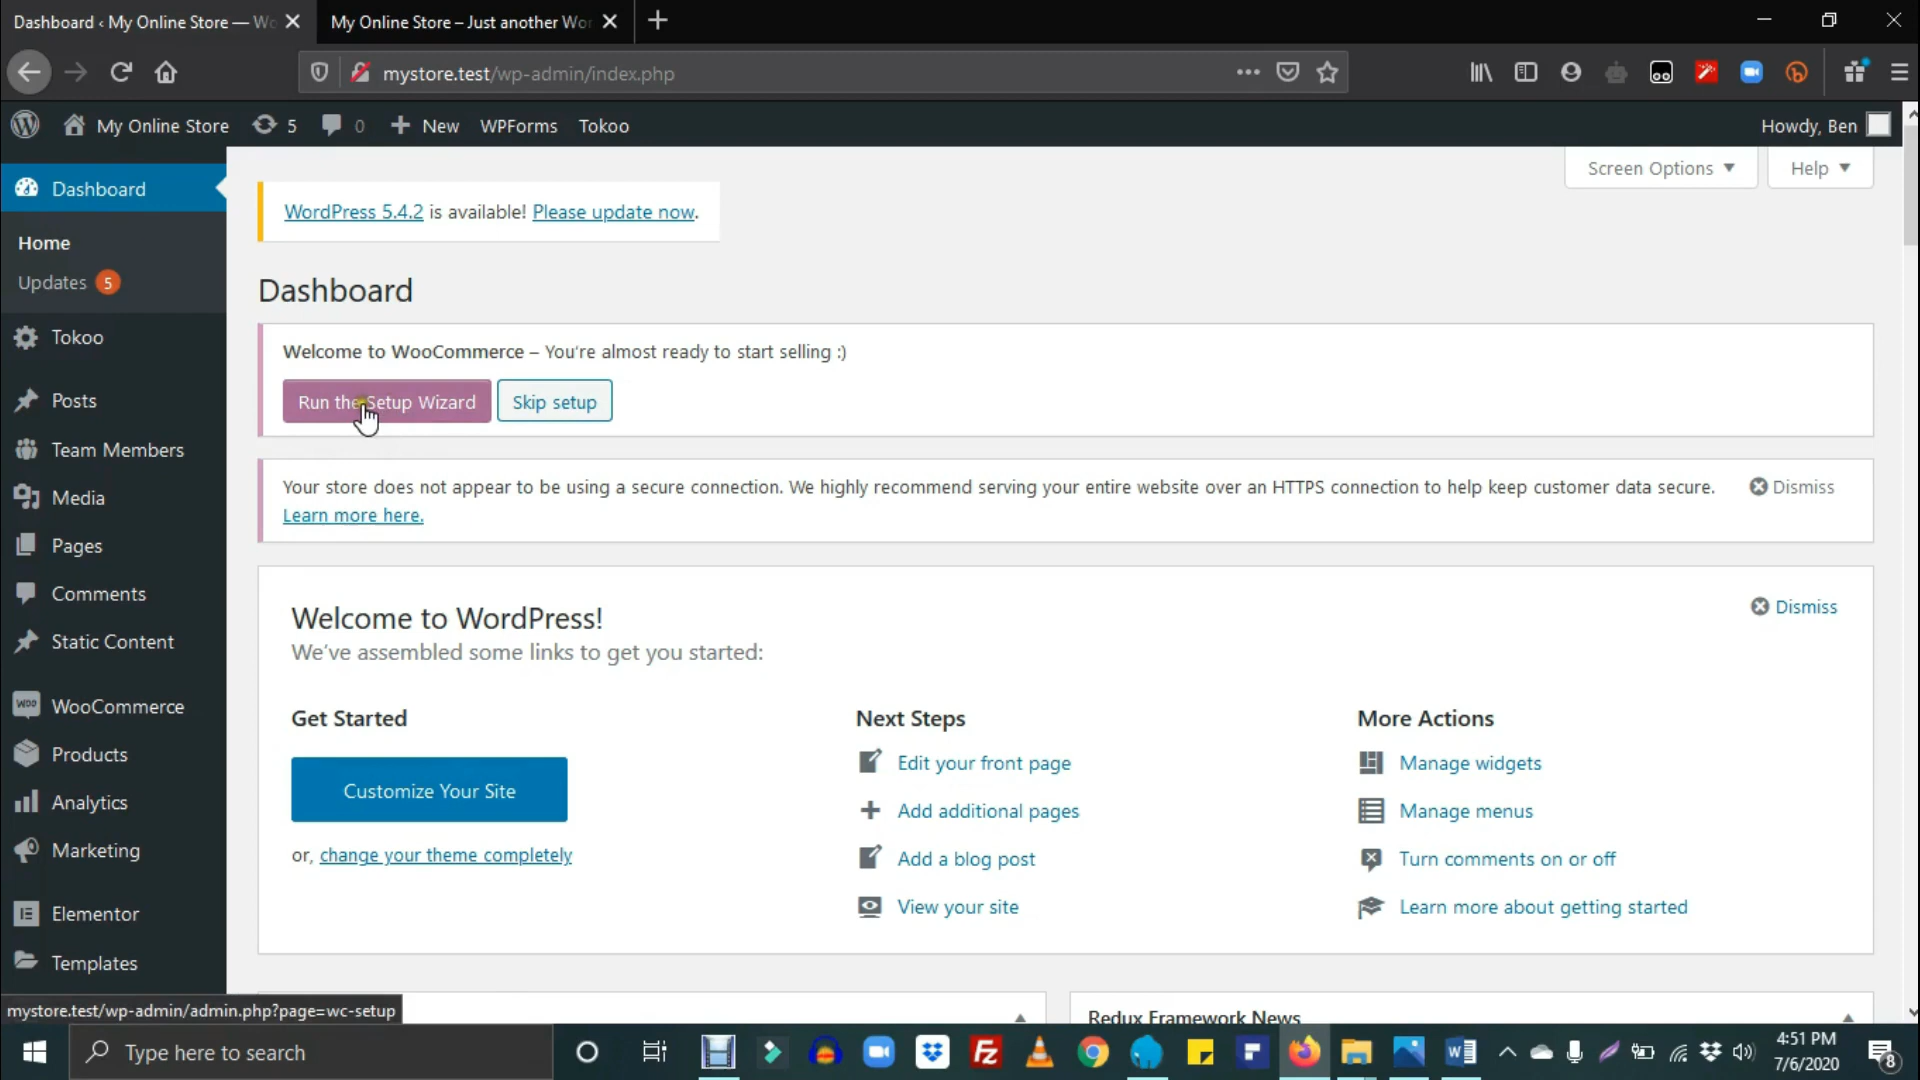 Dashboard ‹ My Online Store — Wo
My Online Store – Just another Wor
mystore.test/wp-admin/index.php
My Online Store
5
0
New
WPForms
Tokoo
Howdy, Ben
Screen Options
Help
Dashboard
Home
Updates 5
Tokoo
Posts
Team Members
Media
Pages
Comments
Static Content
WooCommerce
Products
Analytics
Marketing
Elementor
Templates
WordPress 5.4.2 is available! Please update now.
Dashboard
Welcome to WooCommerce – You're almost ready to start selling :)
Run the Setup Wizard
Skip setup
Your store does not appear to be using a secure connection. We highly recommend serving your entire website over an HTTPS connection to help keep customer data secure.
Learn more here.
Dismiss
Welcome to WordPress!
We've assembled some links to get you started:
Dismiss
Get Started
Customize Your Site
or, change your theme completely
Next Steps
Edit your front page
Add additional pages
Add a blog post
View your site
More Actions
Manage widgets
Manage menus
Turn comments on or off
Learn more about getting started
Redux Framework News
mystore.test/wp-admin/admin.php?page=wc-setup
Type here to search
4:51 PM
7/6/2020
8